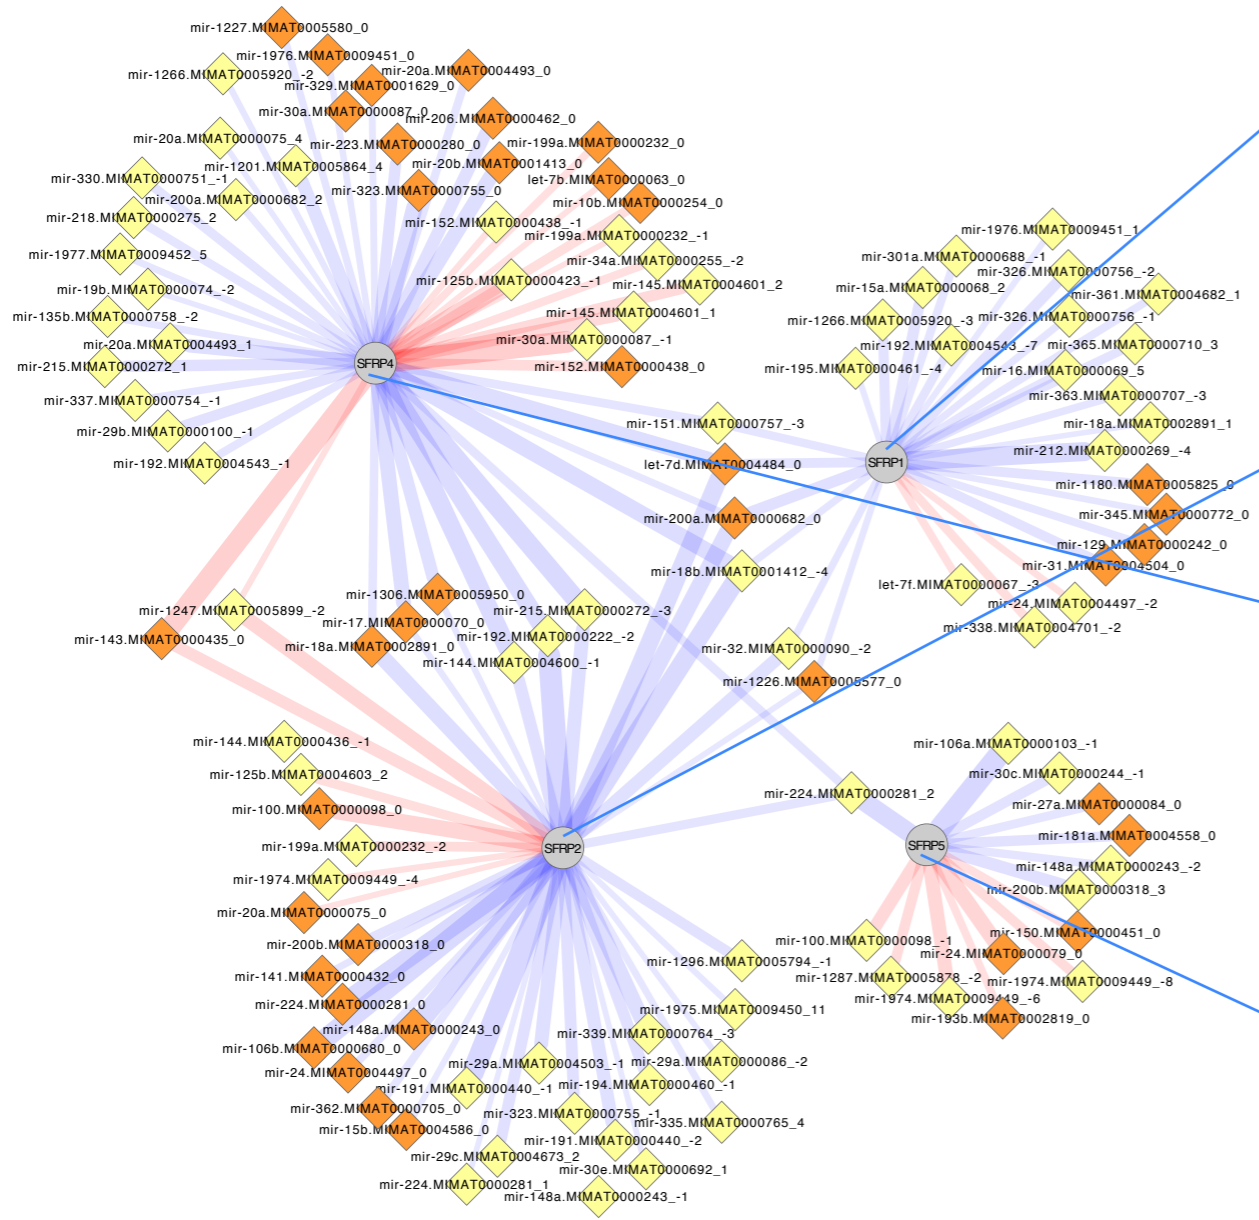 mir-1227.MIMAT0005580_0
mir-1976.MIMAT0009451_0
mir-1266.MIMAT0005920_-2
mir-20a.MIMAT0004493_0
mir-329.MIMAT0001629_0
mir-30a.MIMAT0000087_0
mir-206.MIMAT0000462_0
mir-20a.MIMAT0000075_4
mir-223.MIMAT0000280_0
mir-199a.MIMAT0000232_0
mir-1201.MIMAT0005864_4
mir-20b.MIMAT0001413_0
mir-330.MIMAT0000751_-1
let-7b.MIMAT0000063_0
mir-200a.MIMAT0000682_2
mir-323.MIMAT0000755_0
mir-10b.MIMAT0000254_0
mir-218.MIMAT0000275_2
mir-152.MIMAT0000438_-1
mir-199a.MIMAT0000232_-1
mir-1977.MIMAT0009452_5
mir-34a.MIMAT0000255_-2
mir-125b.MIMAT0000423_-1
mir-145.MIMAT0004601_2
mir-19b.MIMAT0000074_-2
mir-145.MIMAT0004601_1
mir-135b.MIMAT0000758_-2
mir-20a.MIMAT0004493_1
mir-30a.MIMAT0000087_-1
mir-215.MIMAT0000272_1
SFRP4
mir-152.MIMAT0000438_0
mir-337.MIMAT0000754_-1
mir-29b.MIMAT0000100_-1
mir-192.MIMAT0004543_-1
mir-1976.MIMAT0009451_1
mir-301a.MIMAT0000688_-1
mir-326.MIMAT0000756_-2
mir-15a.MIMAT0000068_2
mir-361.MIMAT0004682_1
mir-1266.MIMAT0005920_-3
mir-326.MIMAT0000756_-1
mir-192.MIMAT0004543_-7
mir-365.MIMAT0000710_3
mir-195.MIMAT0000461_-4
mir-16.MIMAT0000069_5
mir-363.MIMAT0000707_-3
mir-18a.MIMAT0002891_1
mir-212.MIMAT0000269_-4
SFRP1
mir-1180.MIMAT0005825_0
mir-345.MIMAT0000772_0
mir-129.MIMAT0000242_0
mir-31.MIMAT0004504_0
let-7f.MIMAT0000067_-3
mir-24.MIMAT0004497_-2
mir-338.MIMAT0004701_-2
mir-151.MIMAT0000757_-3
let-7d.MIMAT0004484_0
mir-200a.MIMAT0000682_0
mir-18b.MIMAT0001412_-4
mir-1306.MIMAT0005950_0
mir-1247.MIMAT0005899_-2
mir-215.MIMAT0000272_-3
mir-17.MIMAT0000070_0
mir-143.MIMAT0000435_0
mir-192.MIMAT0000222_-2
mir-18a.MIMAT0002891_0
mir-32.MIMAT0000090_-2
mir-144.MIMAT0004600_-1
mir-1226.MIMAT0005577_0
mir-144.MIMAT0000436_-1
mir-125b.MIMAT0004603_2
mir-224.MIMAT0000281_2
mir-100.MIMAT0000098_0
mir-199a.MIMAT0000232_-2
SFRP2
mir-1974.MIMAT0009449_-4
mir-20a.MIMAT0000075_0
mir-200b.MIMAT0000318_0
mir-141.MIMAT0000432_0
mir-224.MIMAT0000281_0
mir-148a.MIMAT0000243_0
mir-106b.MIMAT0000680_0
mir-24.MIMAT0004497_0
mir-362.MIMAT0000705_0
mir-15b.MIMAT0004586_0
mir-1296.MIMAT0005794_-1
mir-1975.MIMAT0009450_11
mir-339.MIMAT0000764_-3
mir-29a.MIMAT0004503_-1
mir-29a.MIMAT0000086_-2
mir-191.MIMAT0000440_-1
mir-194.MIMAT0000460_-1
mir-323.MIMAT0000755_-1
mir-335.MIMAT0000765_4
mir-191.MIMAT0000440_-2
mir-29c.MIMAT0004673_2
mir-30e.MIMAT0000692_1
mir-224.MIMAT0000281_1
mir-148a.MIMAT0000243_-1
mir-106a.MIMAT0000103_-1
mir-30c.MIMAT0000244_-1
mir-27a.MIMAT0000084_0
mir-181a.MIMAT0004558_0
SFRP5
mir-148a.MIMAT0000243_-2
mir-200b.MIMAT0000318_3
mir-150.MIMAT0000451_0
mir-100.MIMAT0000098_-1
mir-24.MIMAT0000079_0
mir-1287.MIMAT0005878_-2
mir-1974.MIMAT0009449_-8
mir-1974.MIMAT0009449_-6
mir-193b.MIMAT0002819_0